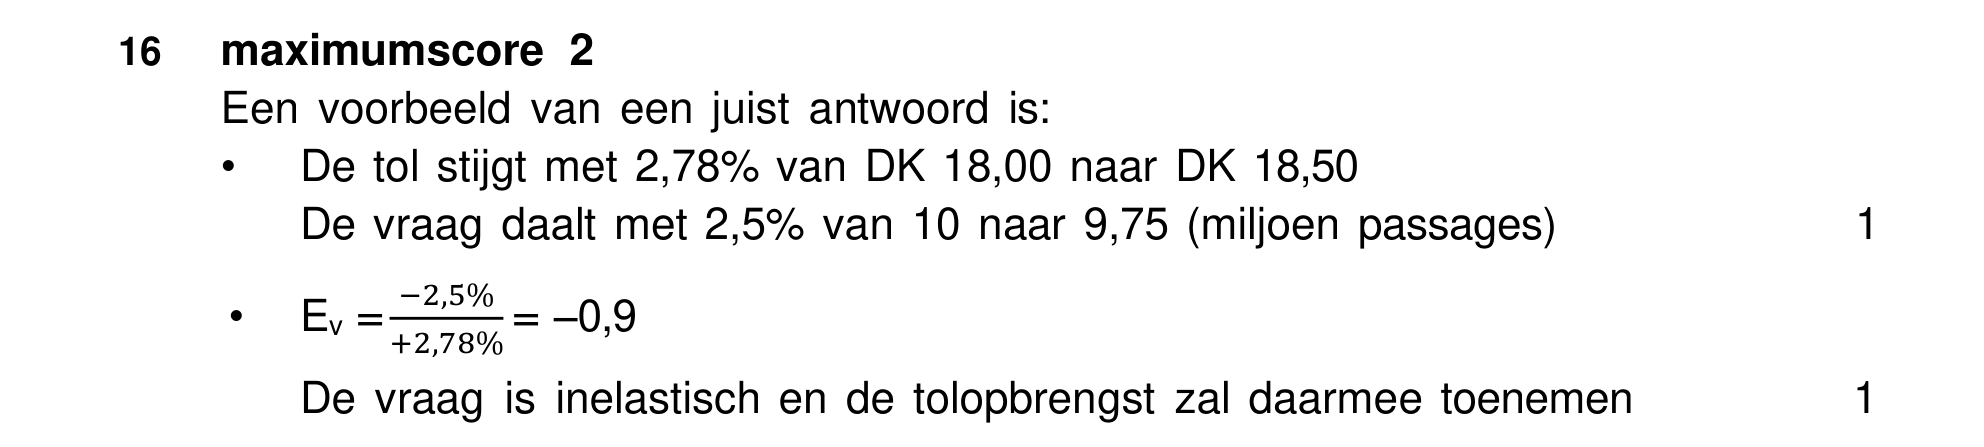 16 maximumscore 2
Een voorbeeld van een juist antwoord is:
• De tol stijgt met 2,78% van DK 18,00 naar DK 18,50
De vraag daalt met 2,5% van 10 naar 9,75 (miljoen passages) 1
• Ev = −2,5% / +2,78% = –0,9
De vraag is inelastisch en de tolopbrengst zal daarmee toenemen 1